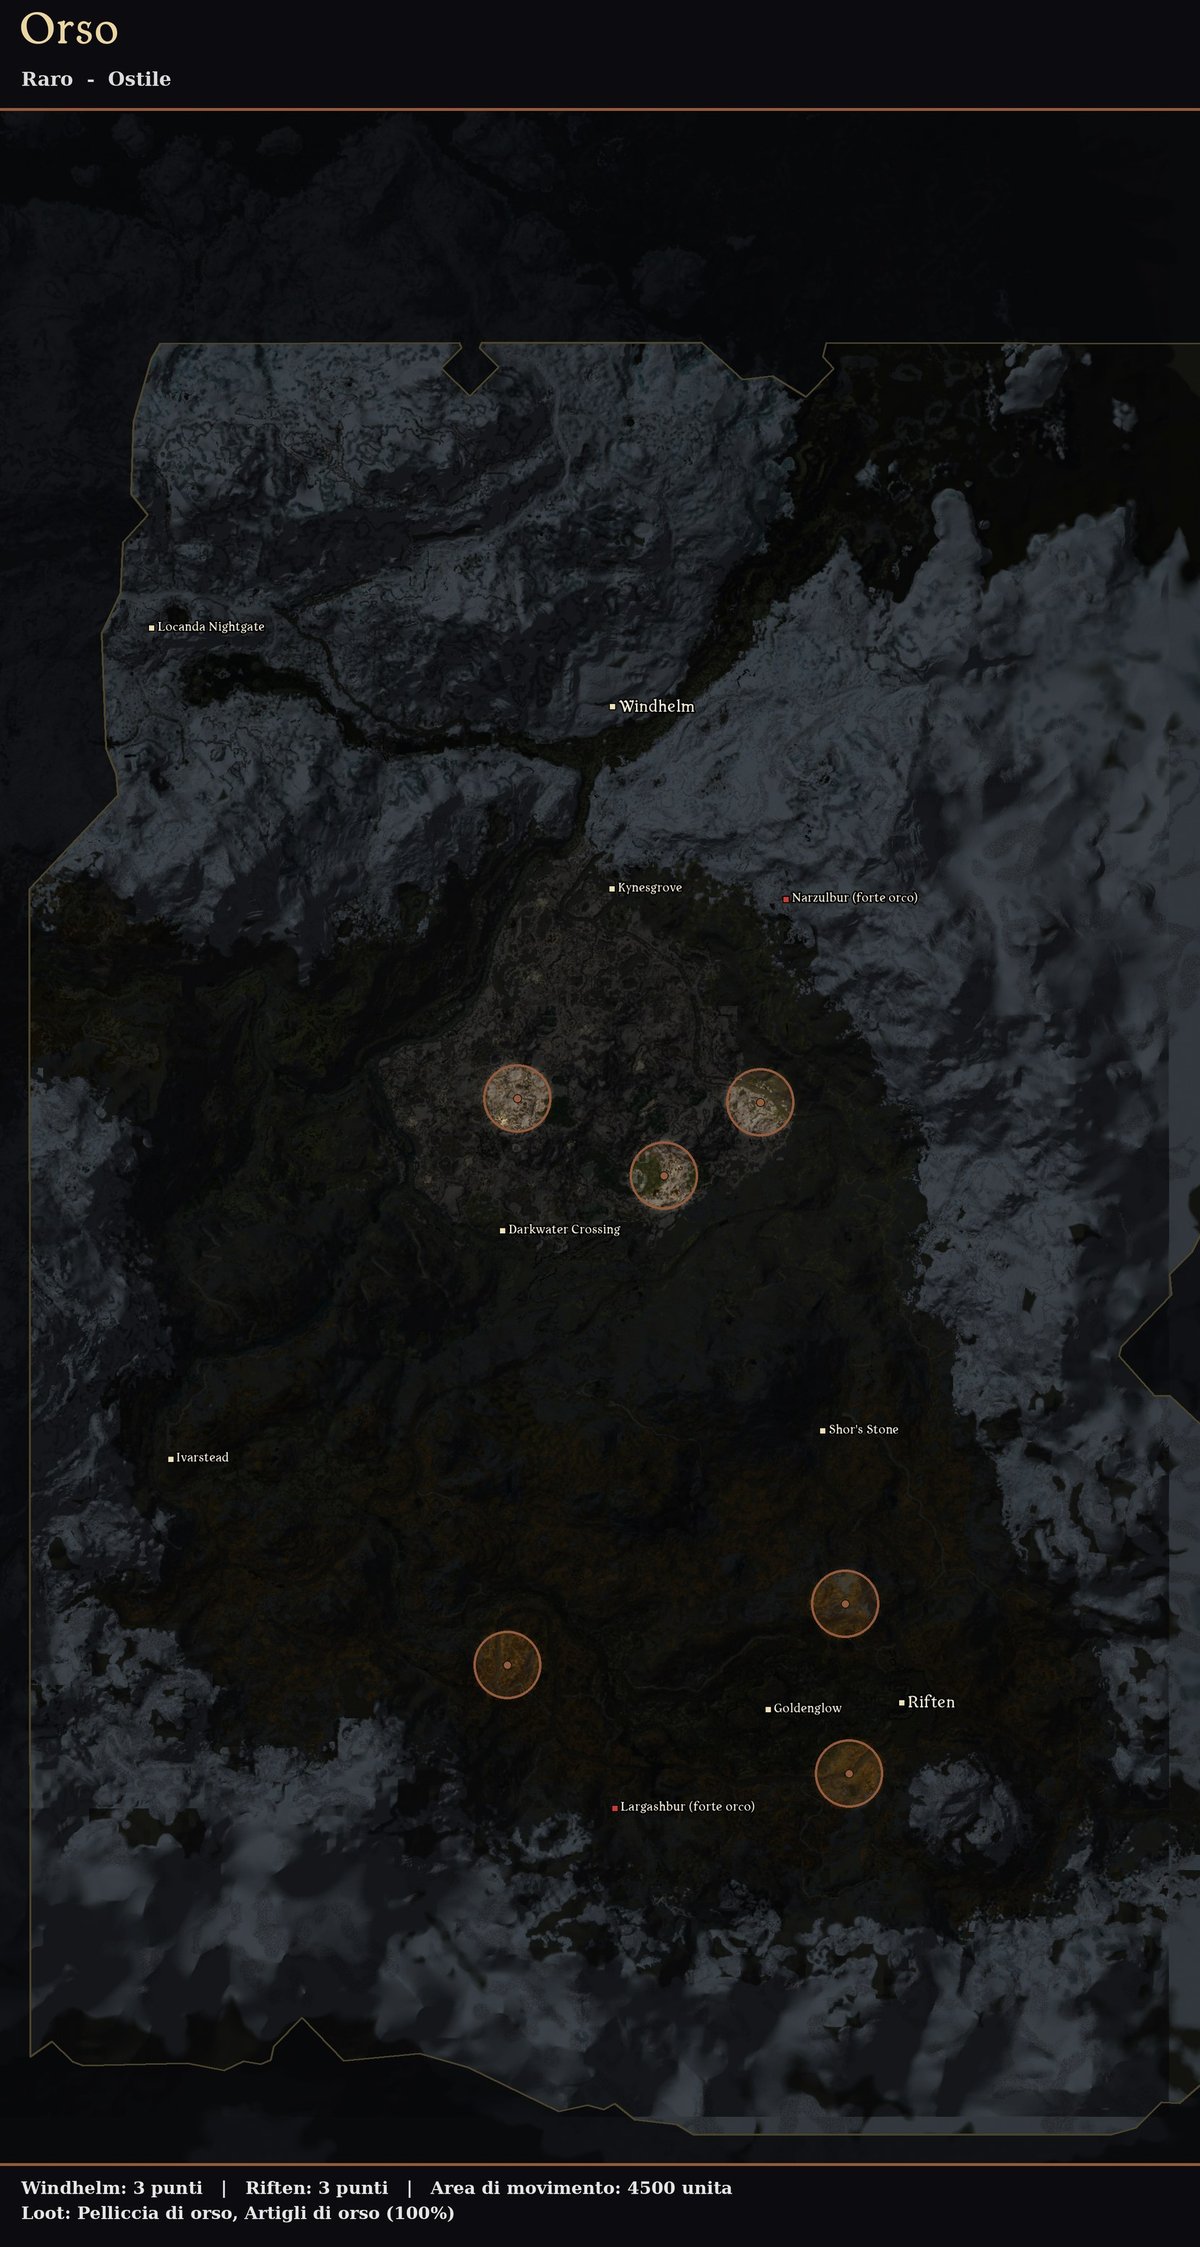 Orso
Raro - Ostile
Locanda Nightgate
Windhelm
Kynesgrove
Narzulbur (forte orco)
Darkwater Crossing
Shor's Stone
Ivarstead
Riften
Goldenglow
Largashbur (forte orco)
Windhelm: 3 punti | Riften: 3 punti | Area di movimento: 4500 unita
Loot: Pelliccia di orso, Artigli di orso (100%)